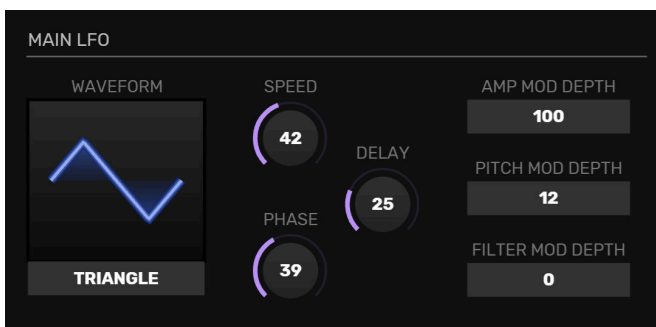 MAIN LFO
WAVEFORM
TRIANGLE
SPEED
42
DELAY
25
PHASE
39
AMP MOD DEPTH
100
PITCH MOD DEPTH
12
FILTER MOD DEPTH
0